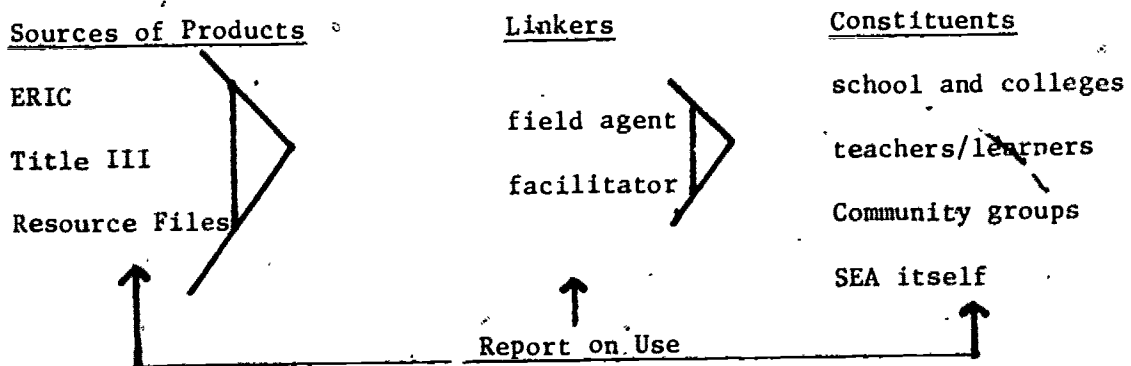 Sources of Products
ERIC
Title III
Resource Files
Linkers
field agent
facilitator
Constituents
school and colleges
teachers/learners
Community groups
SEA itself
Report on Use